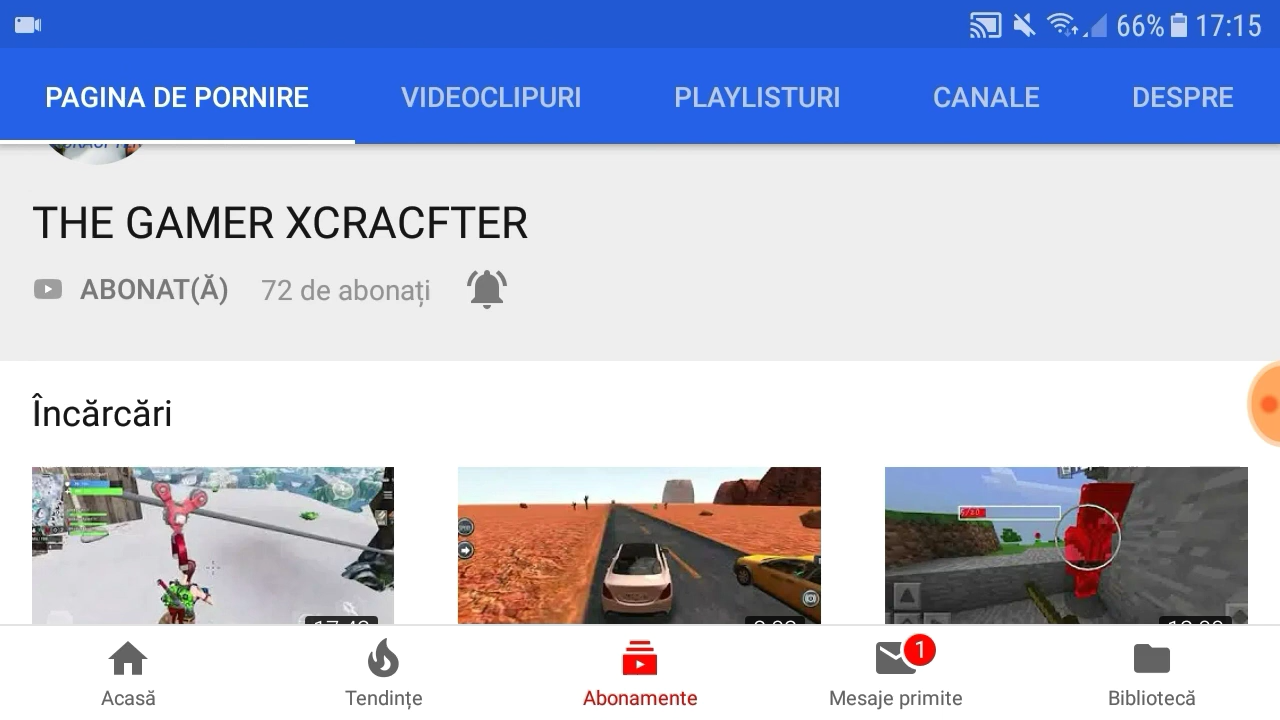 66% 17:15
PAGINA DE PORNIRE VIDEOCLIPURI PLAYLISTURI CANALE DESPRE
THE GAMER XCRACFTER
ABONAT(Ă) 72 de abonați
Încărcări
Acasă Tendințe Abonamente 1 Mesaje primite Bibliotecă